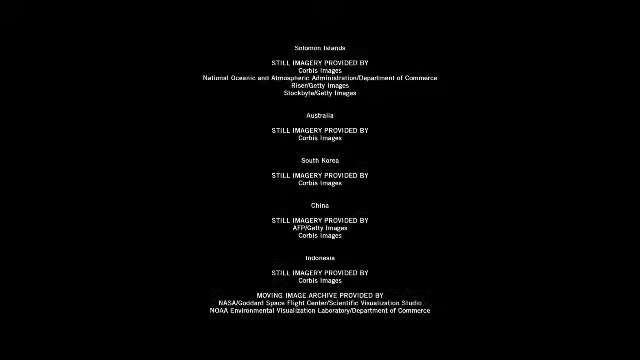 Solomon Islands
STILL IMAGERY PROVIDED BY
Corbis Images
National Oceanic and Atmospheric Administration/Department of Commerce
Riser/Getty Images
Stockbyte/Getty Images
Australia
STILL IMAGERY PROVIDED BY
Corbis Images
South Korea
STILL IMAGERY PROVIDED BY
Corbis Images
China
STILL IMAGERY PROVIDED BY
AFP/Getty Images
Corbis Images
Indonesia
STILL IMAGERY PROVIDED BY
Corbis Images
MOVING IMAGE ARCHIVE PROVIDED BY
NASA/Goddard Space Flight Center/Scientific Visualization Studio
NOAA Environmental Visualization Laboratory/Department of Commerce